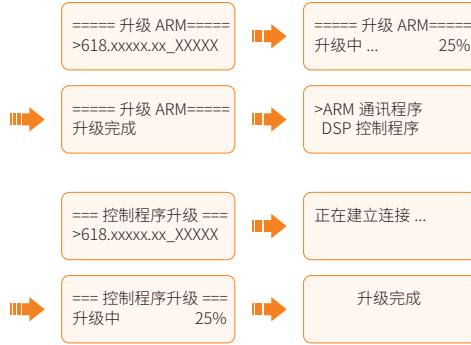 ===== 升级 ARM=====
>618.xxxxx.xx_XXXXX
===== 升级 ARM=====
升级中 ... 25%
===== 升级 ARM=====
升级完成
>ARM 通讯程序
DSP 控制程序
=== 控制程序升级 ===
>618.xxxxx.xx_XXXXX
正在建立连接 ...
=== 控制程序升级 ===
升级中 25%
升级完成